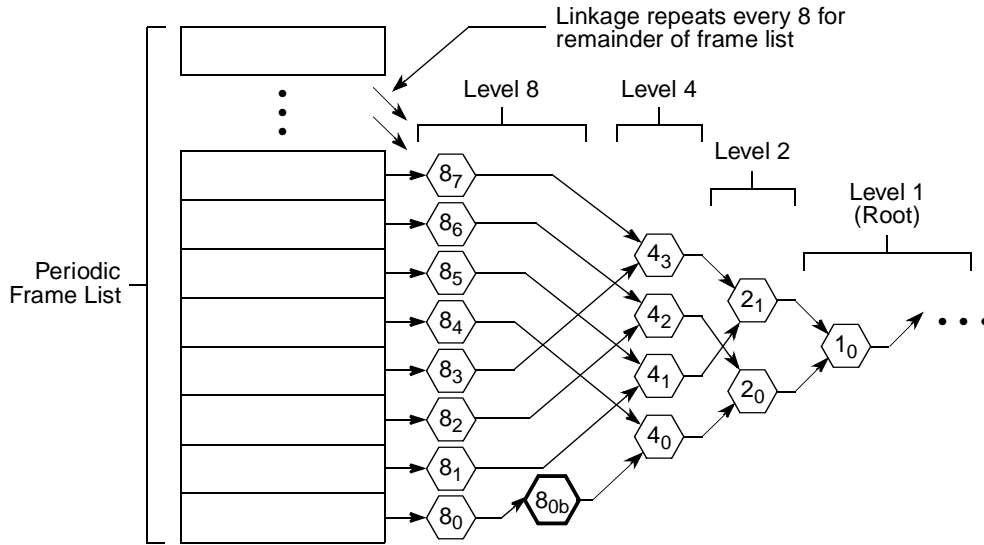 Linkage repeats every 8 for
remainder of frame list
Level 8
Level 4
Level 2
Level 1
(Root)
Periodic
Frame List
8₇
8₆
8₅
8₄
8₃
8₂
8₁
8₀
8₀b
4₃
4₂
4₁
4₀
2₁
2₀
1₀